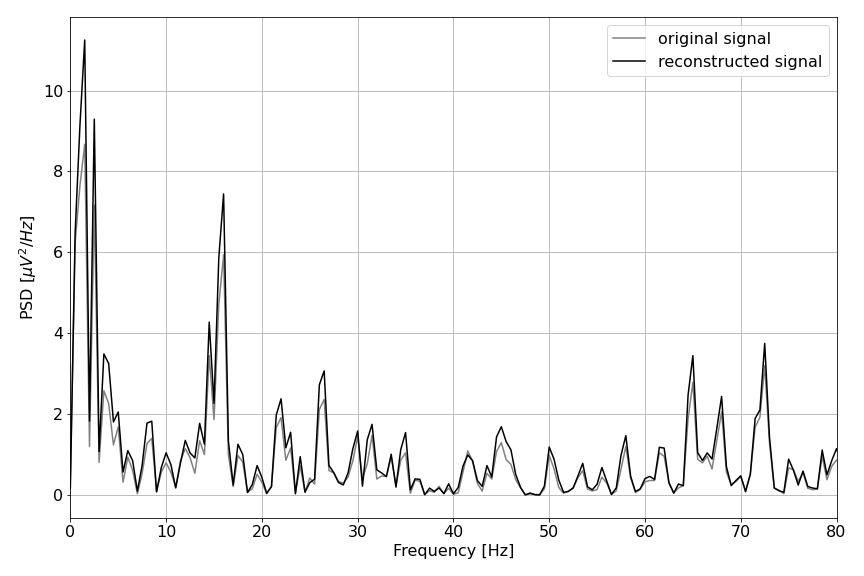 original signal
reconstructed signal
PSD [μV²/Hz]
10
8
6
4
2
0
0 10 20 30 40 50 60 70 80
Frequency [Hz]